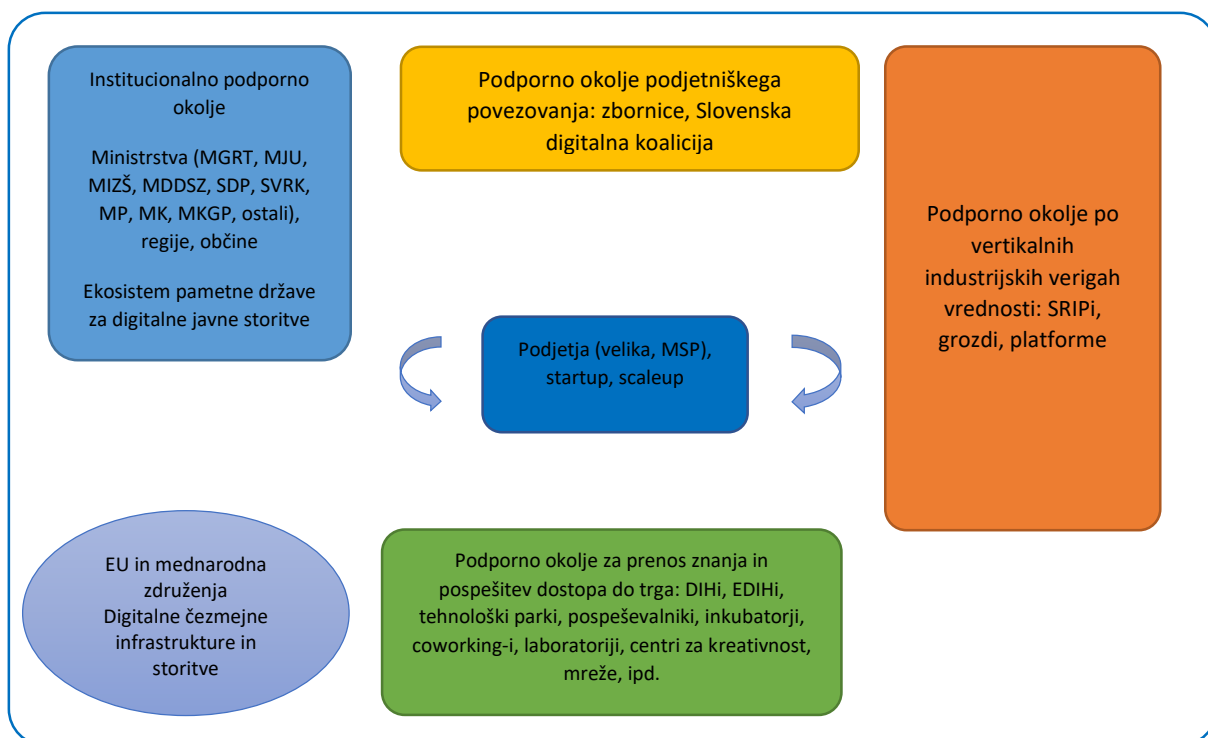 Institucionalno podporno
okolje
Ministrstva (MGRT, MJU,
MIZŠ, MDDSZ, SDP, SVRK,
MP, MK, MKGP, ostali),
regije, občine
Ekosistem pametne države
za digitalne javne storitve
Podporno okolje podjetniškega
povezovanja: zbornice, Slovenska
digitalna koalicija
Podporno okolje po
vertikalnih
industrijskih verigah
vrednosti: SRIPi,
grozdi, platforme
Podjetja (velika, MSP),
startup, scaleup
EU in mednarodna
združenja
Digitalne čezmejne
infrastrukture in
storitve
Podporno okolje za prenos znanja in
pospešitev dostopa do trga: DIHi, EDIHi,
tehnološki parki, pospeševalniki, inkubatorji,
coworking-i, laboratoriji, centri za kreativnost,
mreže, ipd.